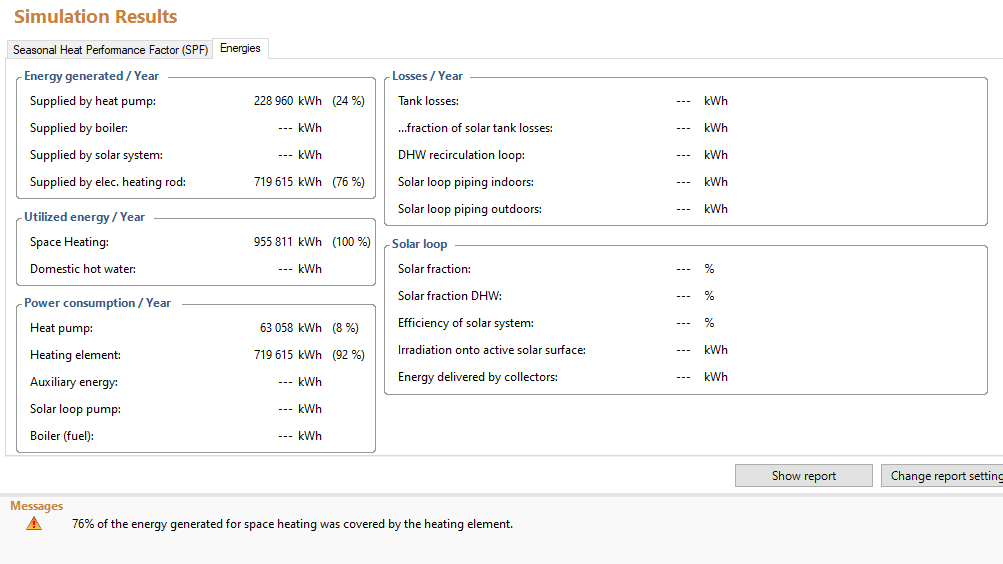 Simulation Results
Seasonal Heat Performance Factor (SPF) Energies
Energy generated / Year
Supplied by heat pump: 228 960 kWh (24 %)
Supplied by boiler: --- kWh
Supplied by solar system: --- kWh
Supplied by elec. heating rod: 719 615 kWh (76 %)
Utilized energy / Year
Space Heating: 955 811 kWh (100 %)
Domestic hot water: --- kWh
Power consumption / Year
Heat pump: 63 058 kWh (8 %)
Heating element: 719 615 kWh (92 %)
Auxiliary energy: --- kWh
Solar loop pump: --- kWh
Boiler (fuel): --- kWh
Losses / Year
Tank losses: --- kWh
...fraction of solar tank losses: --- kWh
DHW recirculation loop: --- kWh
Solar loop piping indoors: --- kWh
Solar loop piping outdoors: --- kWh
Solar loop
Solar fraction: --- %
Solar fraction DHW: --- %
Efficiency of solar system: --- %
Irradiation onto active solar surface: --- kWh
Energy delivered by collectors: --- kWh
Show report Change report setting
Messages
76% of the energy generated for space heating was covered by the heating element.